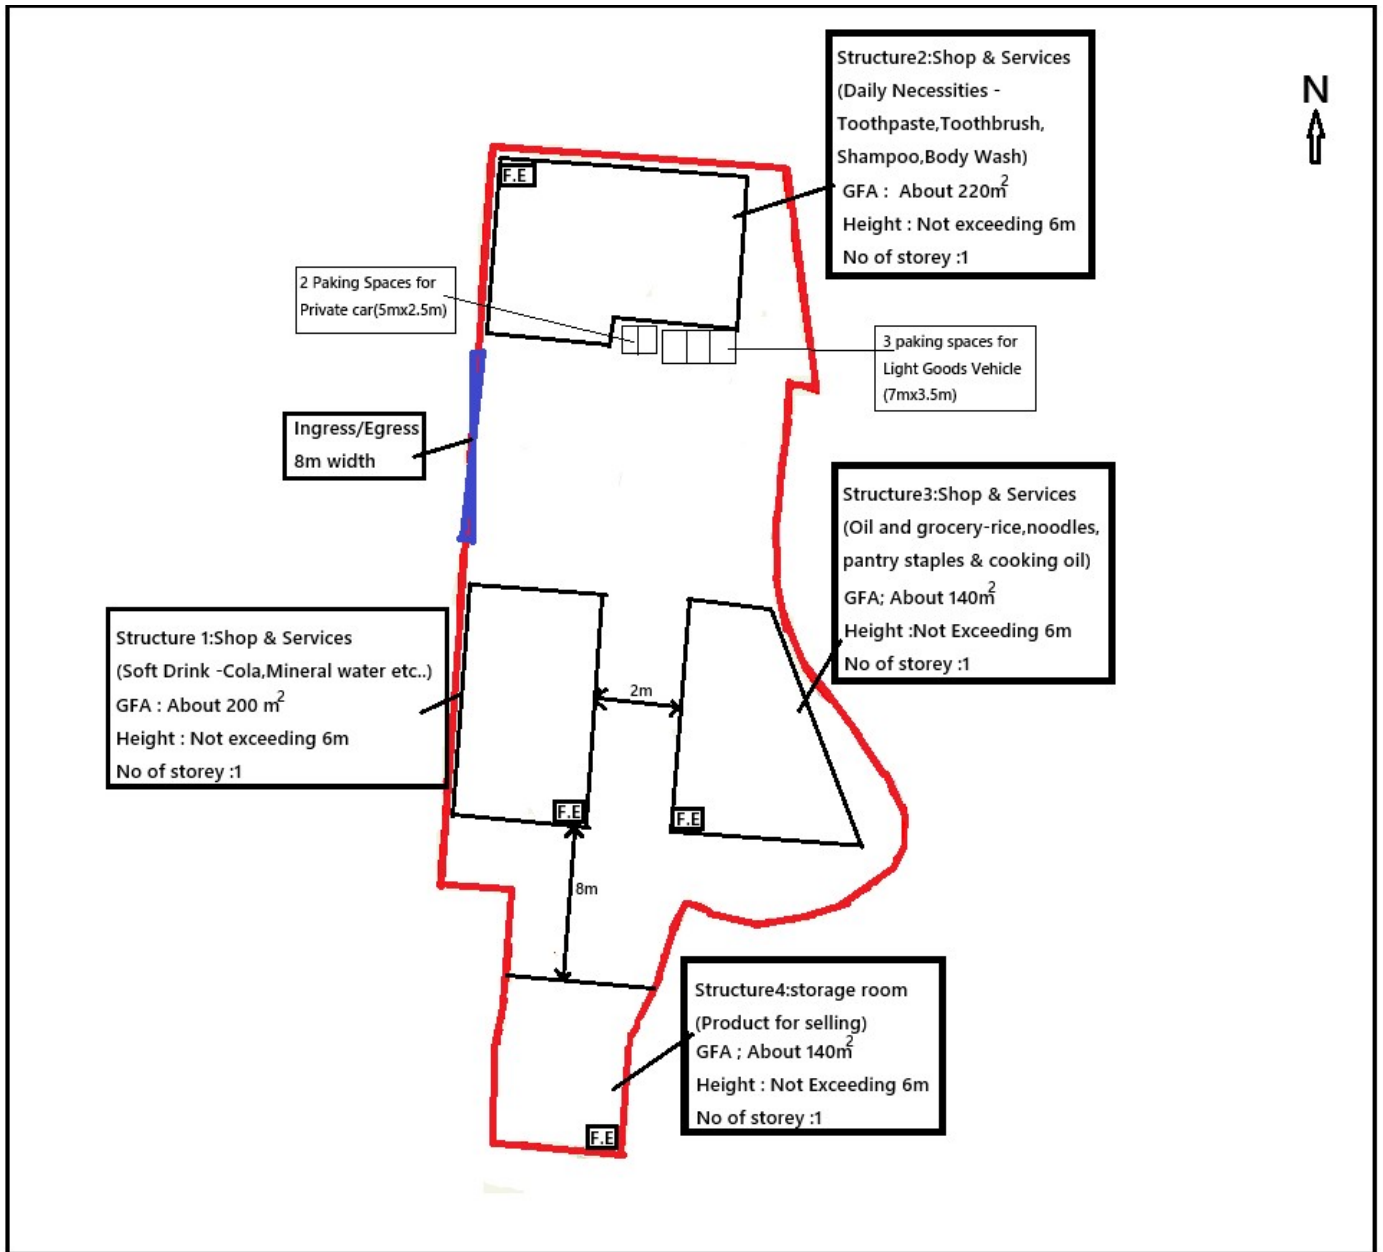 Structure2:Shop & Services
(Daily Necessities -
Toothpaste,Toothbrush,
Shampoo,Body Wash)
GFA : About 220m²
Height : Not exceeding 6m
No of storey :1
N
F.E
2 Paking Spaces for
Private car(5mx2.5m)
3 paking spaces for
Light Goods Vehicle
(7mx3.5m)
Ingress/Egress
8m width
Structure3:Shop & Services
(Oil and grocery-rice,noodles,
pantry staples & cooking oil)
GFA; About 140m²
Height :Not Exceeding 6m
No of storey :1
Structure 1:Shop & Services
(Soft Drink -Cola,Mineral water etc..)
GFA : About 200 m²
Height : Not exceeding 6m
No of storey :1
2m
F.E
F.E
8m
Structure4:storage room
(Product for selling)
GFA ; About 140m²
Height : Not Exceeding 6m
No of storey :1
F.E